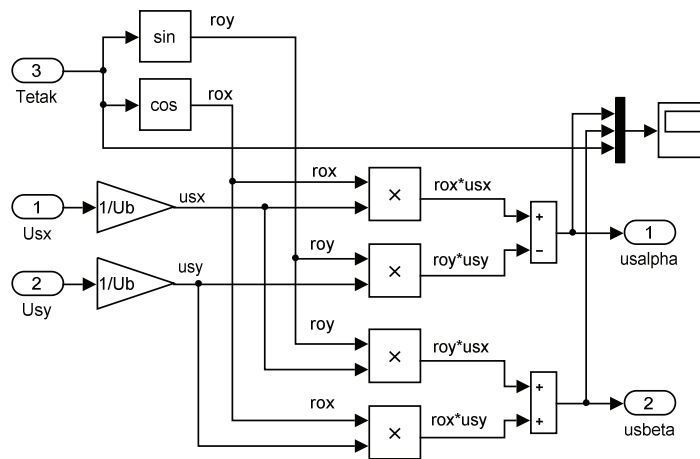 roy
sin
3
Tetak
rox
cos
rox
×
rox*usx
1
1/Ub
usx
Usx
+
−
1
usalpha
roy
×
roy*usy
usy
2
1/Ub
Usy
roy
×
roy*usx
+
+
2
usbeta
rox
×
rox*usy